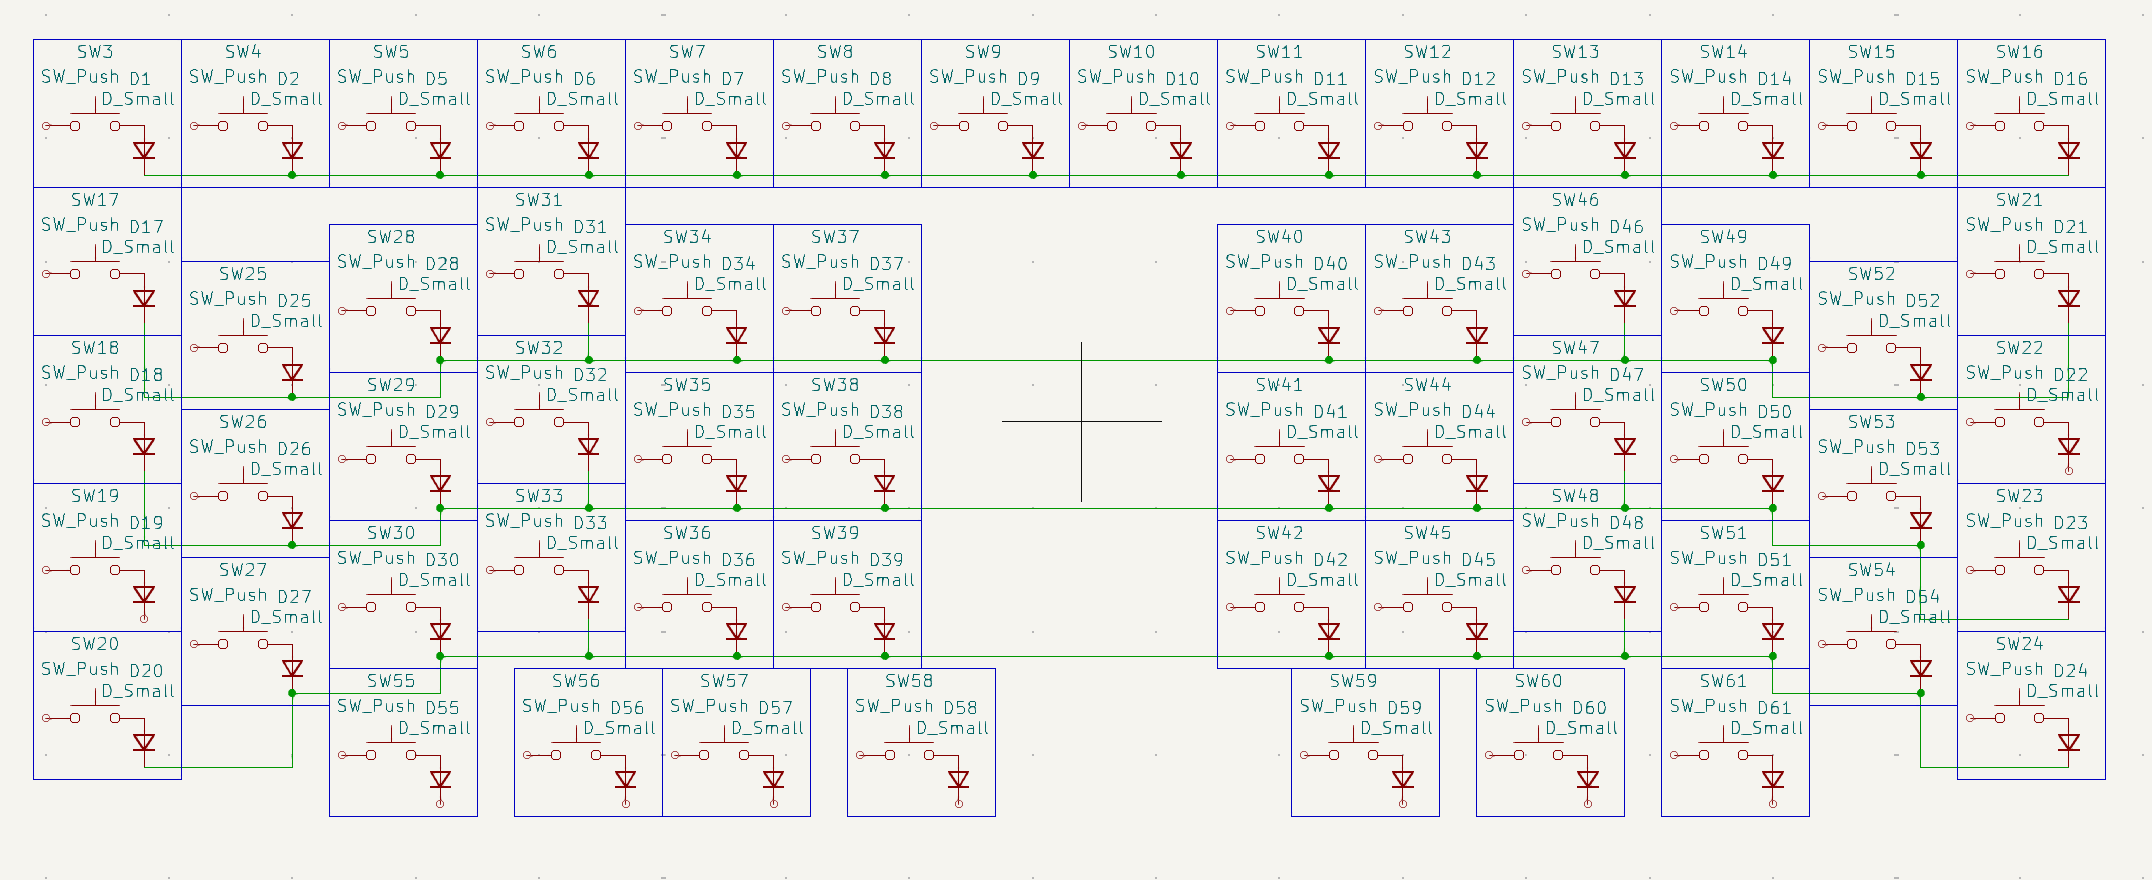 SW3 SW4 SW5 SW6 SW7 SW8 SW9 SW10 SW11 SW12 SW13 SW14 SW15 SW16
SW_Push D1 SW_Push D2 SW_Push D5 SW_Push D6 SW_Push D7 SW_Push D8 SW_Push D9 SW_Push D10 SW_Push D11 SW_Push D12 SW_Push D13 SW_Push D14 SW_Push D15 SW_Push D16
D_Small D_Small D_Small D_Small D_Small D_Small D_Small D_Small D_Small D_Small D_Small D_Small D_Small D_Small
SW17 SW31 SW46 SW21
SW_Push D17 SW_Push D31 SW_Push D46 SW_Push D21
D_Small D_Small D_Small D_Small
SW28 SW34 SW37 SW40 SW43 SW49
SW_Push D28 SW_Push D34 SW_Push D37 SW_Push D40 SW_Push D43 SW_Push D49
D_Small D_Small D_Small D_Small D_Small D_Small
SW25 SW52
SW_Push D25 SW_Push D52
D_Small D_Small
SW18 SW32 SW47 SW22
SW_Push D18 SW_Push D32 SW_Push D47 SW_Push D22
D_Small D_Small D_Small D_Small
SW29 SW35 SW38 SW41 SW44 SW50
SW_Push D29 SW_Push D35 SW_Push D38 SW_Push D41 SW_Push D44 SW_Push D50
D_Small D_Small D_Small D_Small D_Small D_Small
SW26 SW53
SW_Push D26 SW_Push D53
D_Small D_Small
SW19 SW33 SW48 SW23
SW_Push D19 SW_Push D33 SW_Push D48 SW_Push D23
D_Small D_Small D_Small D_Small
SW30 SW36 SW39 SW42 SW45 SW51
SW_Push D30 SW_Push D36 SW_Push D39 SW_Push D42 SW_Push D45 SW_Push D51
D_Small D_Small D_Small D_Small D_Small D_Small
SW27 SW54
SW_Push D27 SW_Push D54
D_Small D_Small
SW20 SW24
SW_Push D20 SW_Push D24
D_Small D_Small
SW55 SW56 SW57 SW58 SW59 SW60 SW61
SW_Push D55 SW_Push D56 SW_Push D57 SW_Push D58 SW_Push D59 SW_Push D60 SW_Push D61
D_Small D_Small D_Small D_Small D_Small D_Small D_Small